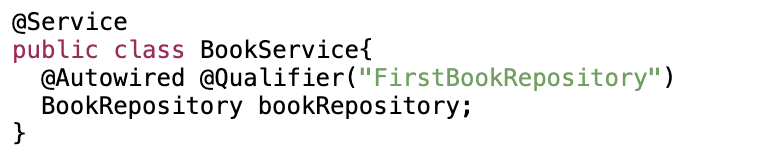 @Service
public class BookService{
  @Autowired @Qualifier("FirstBookRepository")
  BookRepository bookRepository;
}